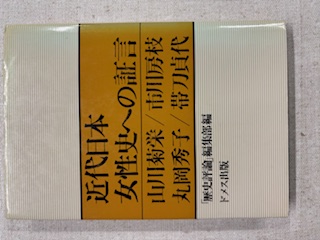 近代日本
女性史への証言
山川菊栄/市川房枝
丸岡秀子/帯刀貞代
「歴史評論」編集部編
ドメス出版